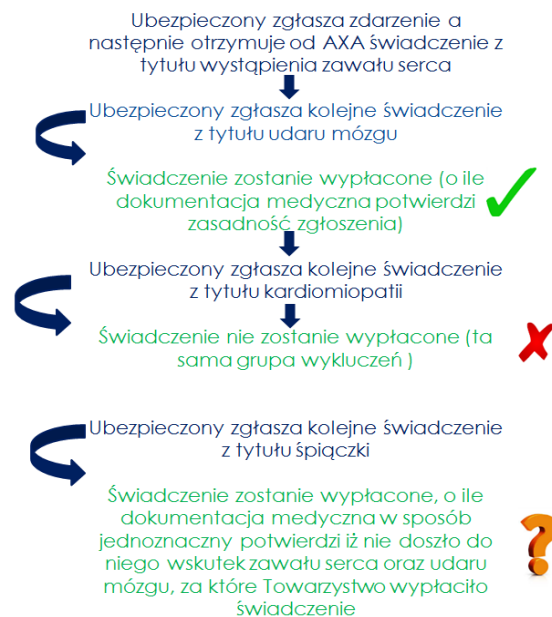 Ubezpieczony zgłasza zdarzenie a
następnie otrzymuje od AXA świadczenie z
tytułu wystąpienia zawału serca
Ubezpieczony zgłasza kolejne świadczenie
z tytułu udaru mózgu
Świadczenie zostanie wypłacone (o ile
dokumentacja medyczna potwierdzi
zasadność zgłoszenia)
Ubezpieczony zgłasza kolejne świadczenie
z tytułu kardiomiopatii
Świadczenie nie zostanie wypłacone (ta
sama grupa wykluczeń )
Ubezpieczony zgłasza kolejne świadczenie
z tytułu śpiączki
Świadczenie zostanie wypłacone, o ile
dokumentacja medyczna w sposób
jednoznaczny potwierdzi iż nie doszło do
niego wskutek zawału serca oraz udaru
mózgu, za które Towarzystwo wypłaciło
świadczenie